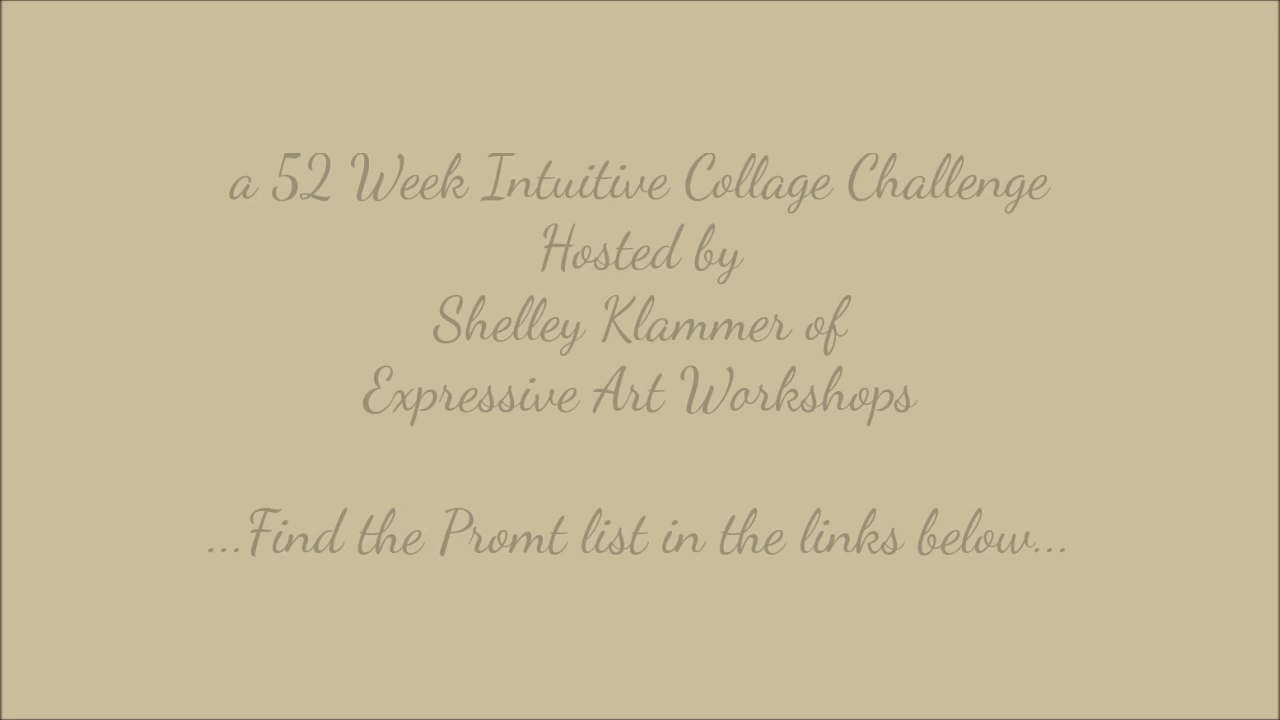 a 52 Week Intuitive Collage Challenge
Hosted by
Shelley Klammer of
Expressive Art Workshops
...Find the Promt list in the links below...